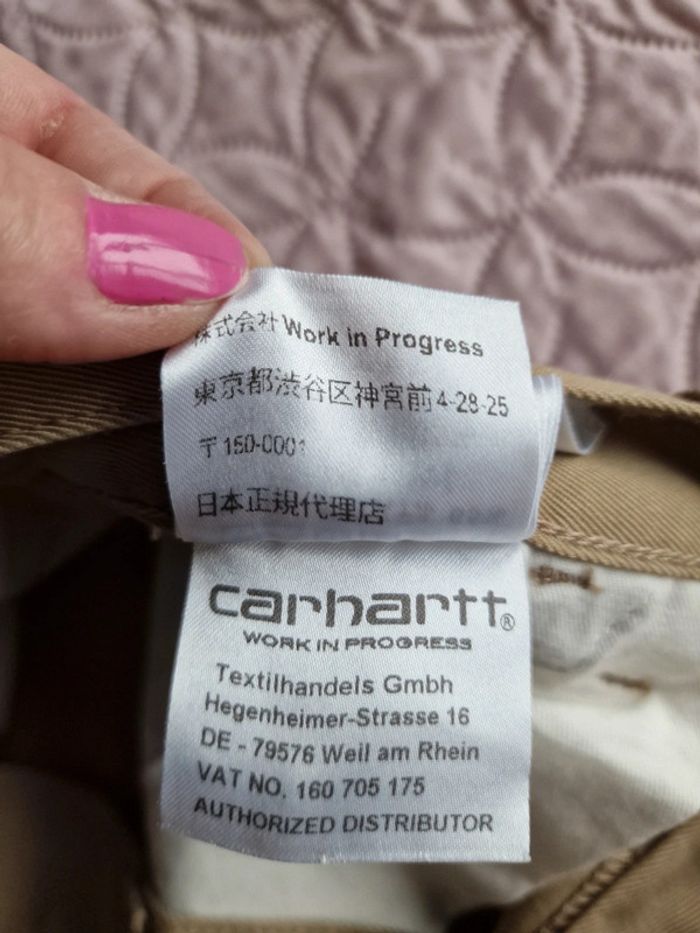 株式会社Work in Progress
東京都渋谷区神宮前4-28-25
〒150-0001
日本正規代理店
carhartt®
WORK IN PROGRESS
Textilhandels Gmbh
Hegenheimer-Strasse 16
DE - 79576 Weil am Rhein
VAT NO. 160 705 175
AUTHORIZED DISTRIBUTOR